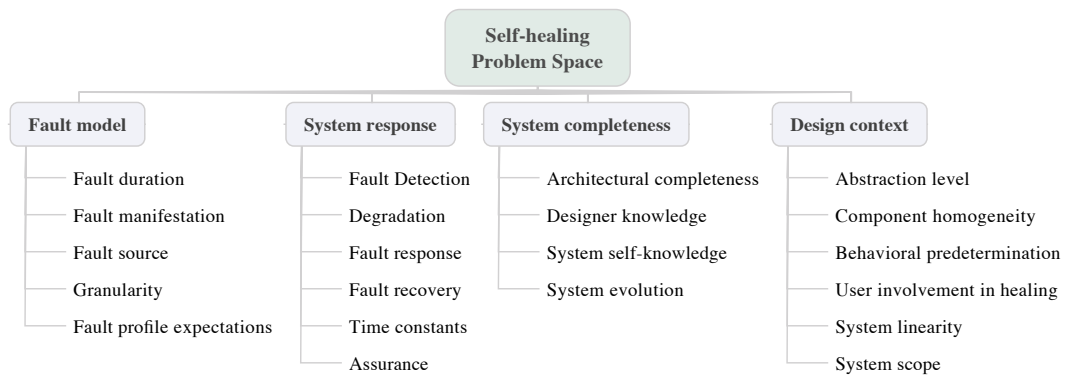 Self-healing
Problem Space
Fault model
Fault duration
Fault manifestation
Fault source
Granularity
Fault profile expectations
System response
Fault Detection
Degradation
Fault response
Fault recovery
Time constants
Assurance
System completeness
Architectural completeness
Designer knowledge
System self-knowledge
System evolution
Design context
Abstraction level
Component homogeneity
Behavioral predetermination
User involvement in healing
System linearity
System scope